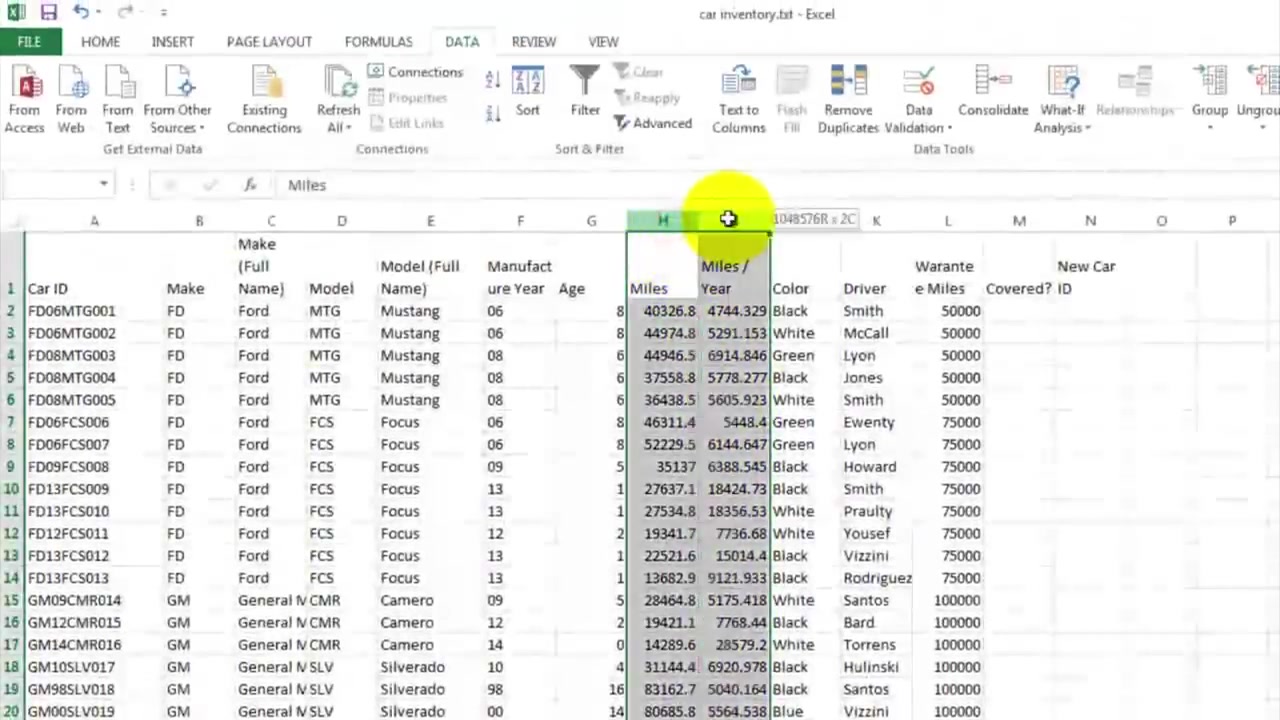 car inventory.txt - Excel
FILE HOME INSERT PAGE LAYOUT FORMULAS DATA REVIEW VIEW
From Access From Web From Text From Other Sources Existing Connections Refresh All Connections Properties Edit Links Sort Filter Clear Reapply Advanced Text to Columns Flash Fill Remove Duplicates Data Validation Consolidate What-If Analysis Relationships Group Ungrou
Get External Data Connections Sort & Filter Data Tools
fx Miles
A B C D E F G H 1048576R x 2C K L M N O P
1 Car ID Make Make (Full Name) Model Model (Full Name) Manufacture Year Age Miles Miles / Year Color Driver Warante e Miles Covered? New Car ID
2 FD06MTG001 FD Ford MTG Mustang 06 8 40326.8 4744.329 Black Smith 50000
3 FD06MTG002 FD Ford MTG Mustang 06 8 44974.8 5291.153 White McCall 50000
4 FD08MTG003 FD Ford MTG Mustang 08 6 44946.5 6914.846 Green Lyon 50000
5 FD08MTG004 FD Ford MTG Mustang 08 6 37558.8 5778.277 Black Jones 50000
6 FD08MTG005 FD Ford MTG Mustang 08 6 36438.5 5605.923 White Smith 50000
7 FD06FCS006 FD Ford FCS Focus 06 8 46311.4 5448.4 Green Ewenty 75000
8 FD06FCS007 FD Ford FCS Focus 06 8 52229.5 6144.647 Green Lyon 75000
9 FD09FCS008 FD Ford FCS Focus 09 5 35137 6388.545 Black Howard 75000
10 FD13FCS009 FD Ford FCS Focus 13 1 27637.1 18424.73 Black Smith 75000
11 FD13FCS010 FD Ford FCS Focus 13 1 27534.8 18356.53 White Praulty 75000
12 FD12FCS011 FD Ford FCS Focus 12 2 19341.7 7736.68 White Yousef 75000
13 FD13FCS012 FD Ford FCS Focus 13 1 22521.6 15014.4 Black Vizzini 75000
14 FD13FCS013 FD Ford FCS Focus 13 1 13682.9 9121.933 Black Rodriguez 75000
15 GM09CMR014 GM General M CMR Camero 09 5 28464.8 5175.418 White Santos 100000
16 GM12CMR015 GM General M CMR Camero 12 2 19421.1 7768.44 Black Bard 100000
17 GM14CMR016 GM General M CMR Camero 14 0 14289.6 28579.2 White Torrens 100000
18 GM10SLV017 GM General M SLV Silverado 10 4 31144.4 6920.978 Black Hulinski 100000
19 GM98SLV018 GM General M SLV Silverado 98 16 83162.7 5040.164 Black Santos 100000
20 GM00SLV019 GM General M SLV Silverado 00 14 80685.8 5564.538 Blue Vizzini 100000